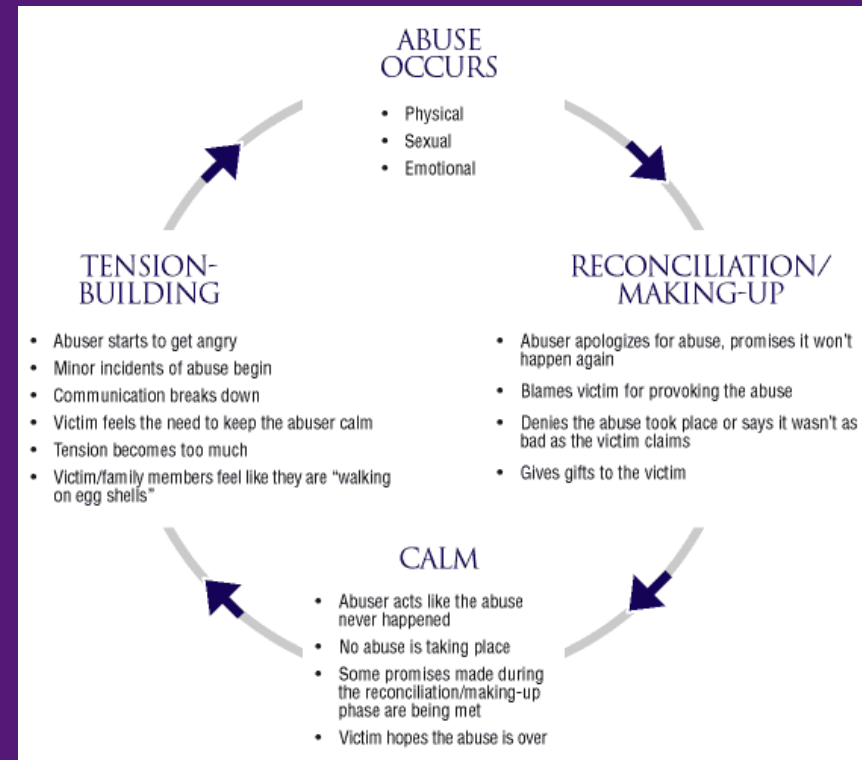 ABUSE
OCCURS
• Physical
• Sexual
• Emotional
TENSION-
BUILDING
• Abuser starts to get angry
• Minor incidents of abuse begin
• Communication breaks down
• Victim feels the need to keep the abuser calm
• Tension becomes too much
• Victim/family members feel like they are “walking
on egg shells”
RECONCILIATION/
MAKING-UP
• Abuser apologizes for abuse, promises it won’t
happen again
• Blames victim for provoking the abuse
• Denies the abuse took place or says it wasn’t as
bad as the victim claims
• Gives gifts to the victim
CALM
• Abuser acts like the abuse
never happened
• No abuse is taking place
• Some promises made during
the reconciliation/making-up
phase are being met
• Victim hopes the abuse is over